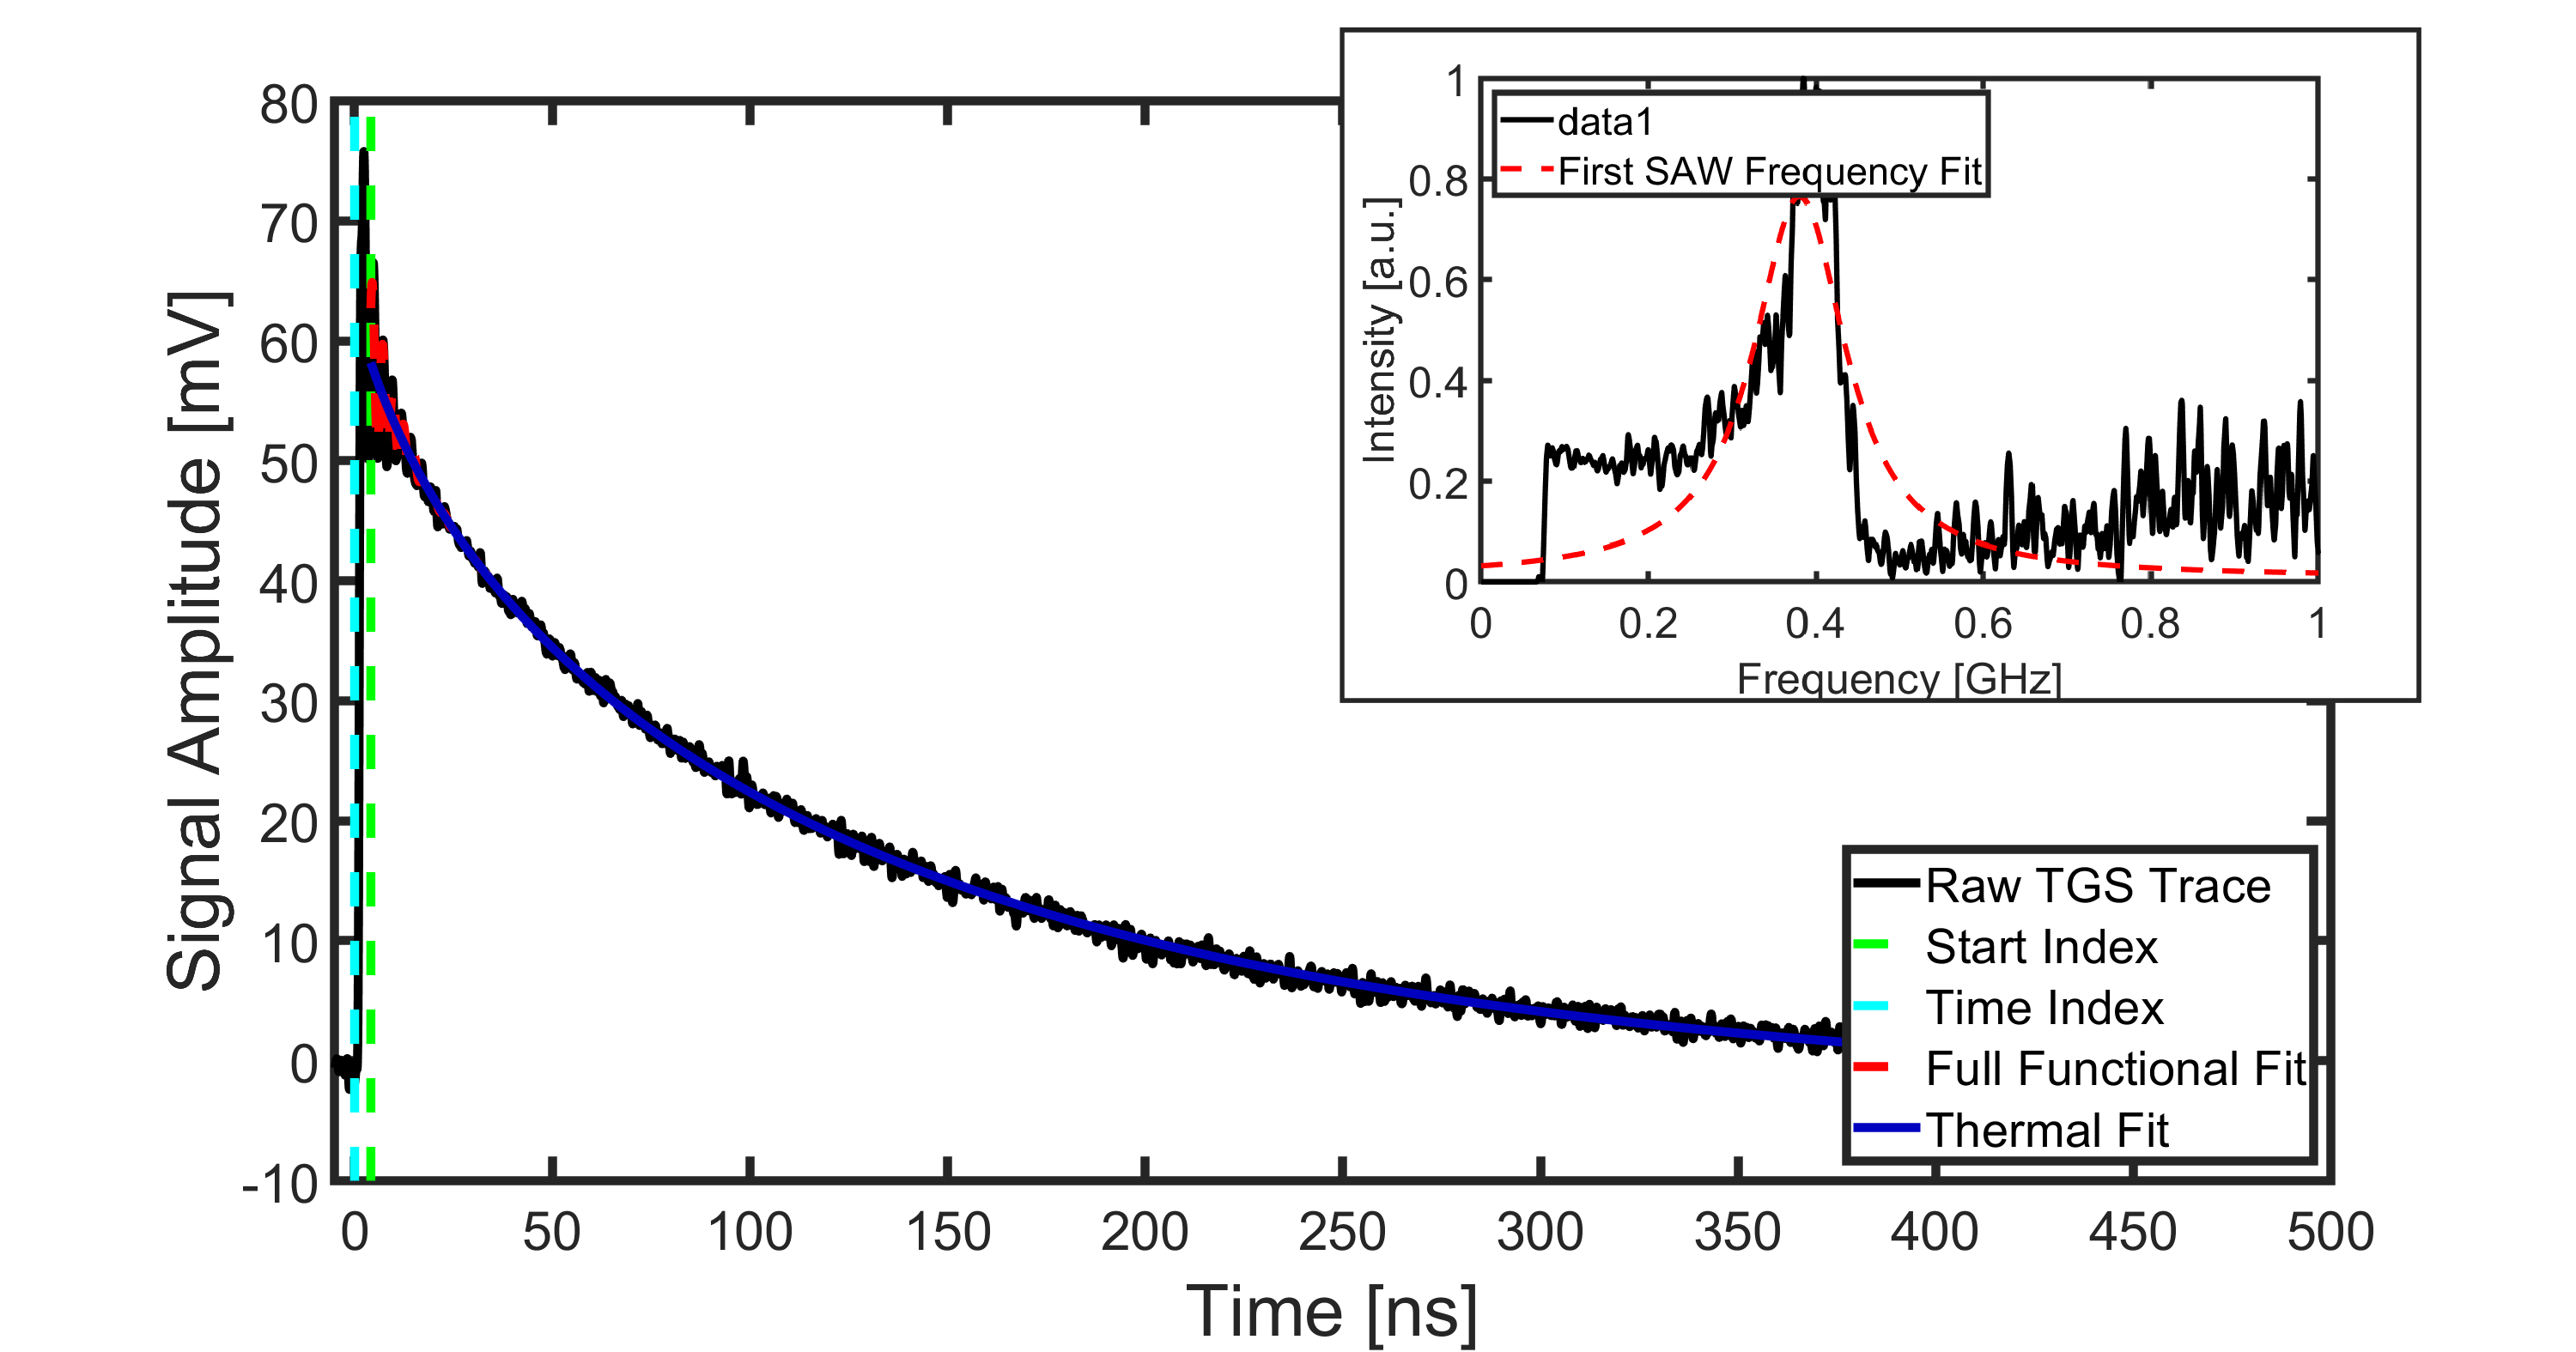 80
70
60
50
40
30
20
10
0
-10
Signal Amplitude [mV]
0 50 100 150 200 250 300 350 400 450 500
Time [ns]
Raw TGS Trace
Start Index
Time Index
Full Functional Fit
Thermal Fit
1
0.8
0.6
0.4
0.2
0
Intensity [a.u.]
data1
First SAW Frequency Fit
0 0.2 0.4 0.6 0.8 1
Frequency [GHz]